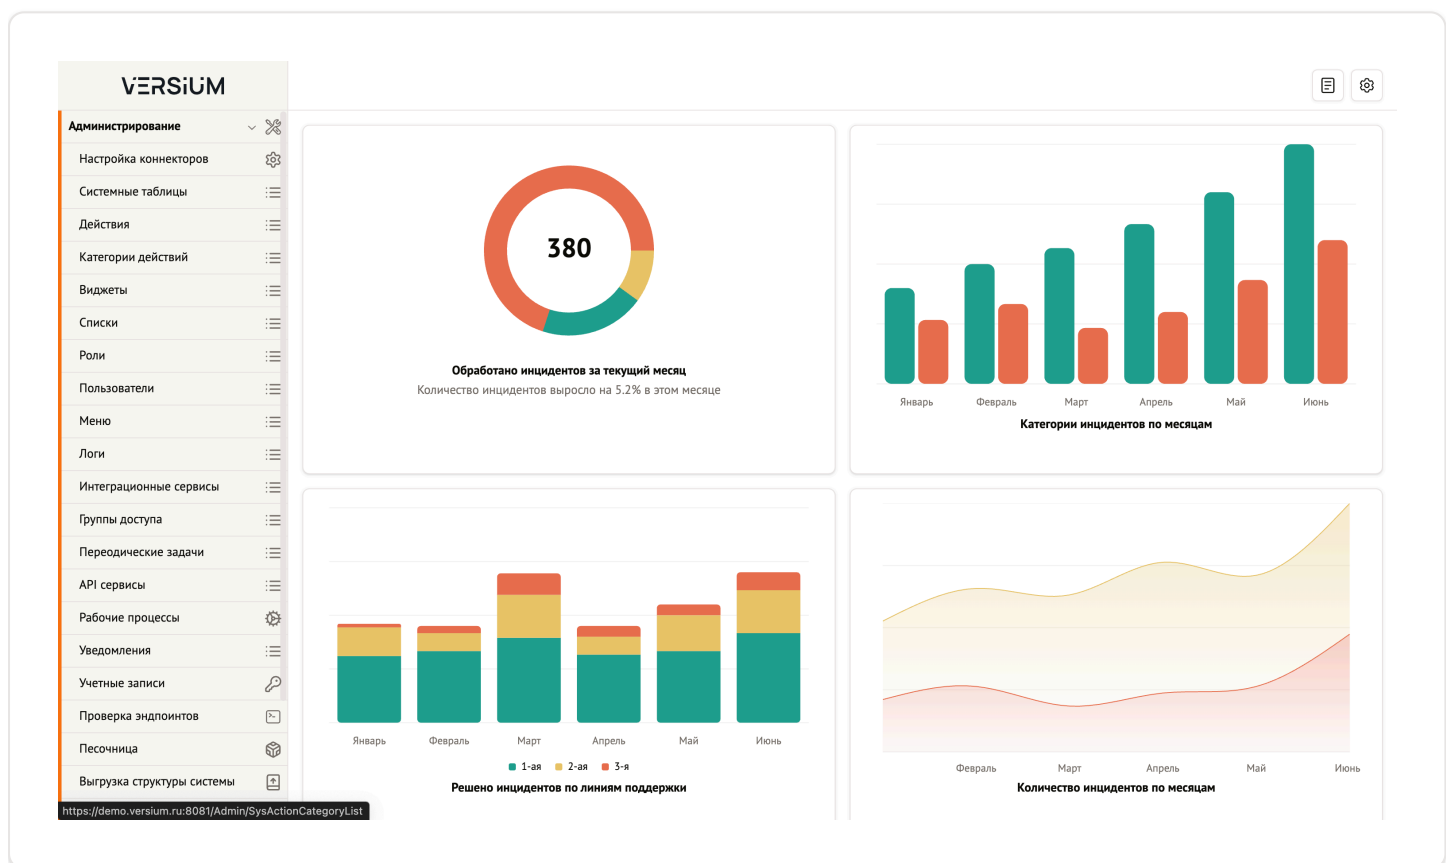 VERSiUM
Администрирование
Настройка коннекторов
Системные таблицы
Действия
Категории действий
Виджеты
Списки
Роли
Пользователи
Меню
Логи
Интеграционные сервисы
Группы доступа
Переодические задачи
API сервисы
Рабочие процессы
Уведомления
Учетные записи
Проверка эндпоинтов
Песочница
Выгрузка структуры системы
https://demo.versium.ru:8081/Admin/SysActionCategoryList
380
Обработано инцидентов за текущий месяц
Количество инцидентов выросло на 5.2% в этом месяце
Январь Февраль Март Апрель Май Июнь
Категории инцидентов по месяцам
Январь Февраль Март Апрель Май Июнь
1-ая 2-ая 3-я
Решено инцидентов по линиям поддержки
Февраль Март Апрель Май Июнь
Количество инцидентов по месяцам